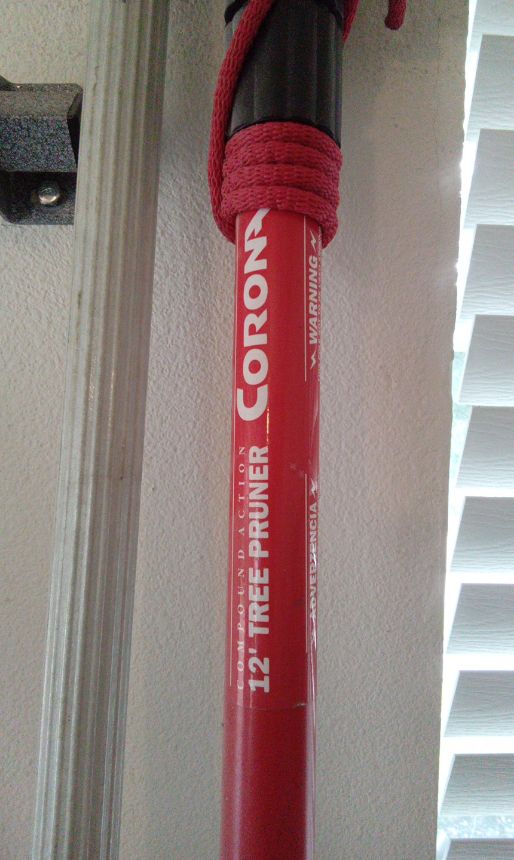 CORONA
COMPOUND ACTION
12' TREE PRUNER
WARNING
ADVERTENCIA